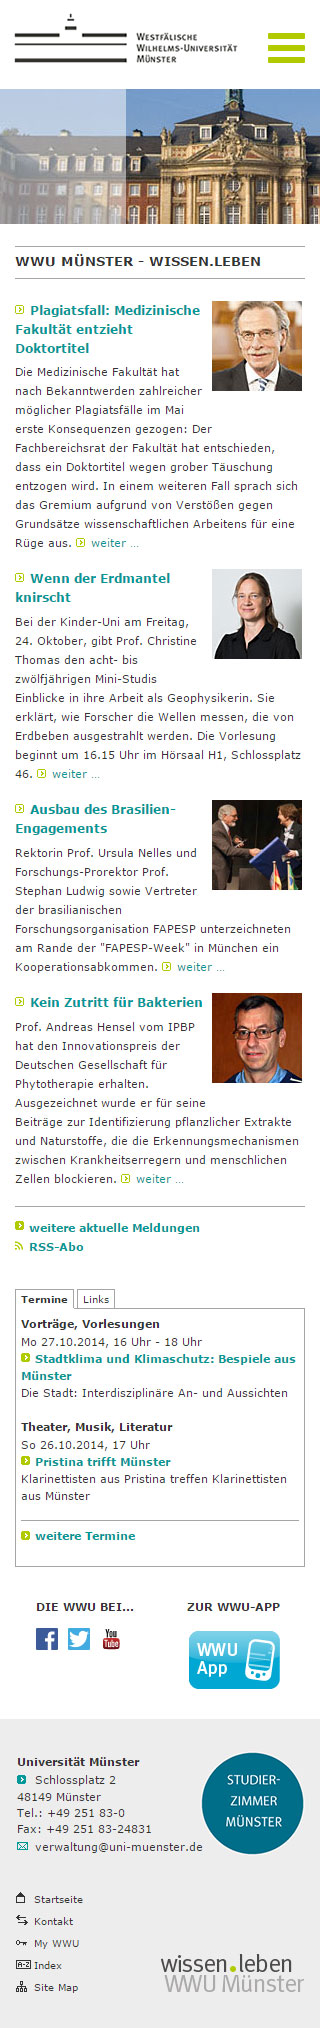 WESTFÄLISCHE
WILHELMS-UNIVERSITÄT
MÜNSTER
WWU MÜNSTER - WISSEN.LEBEN
Plagiatsfall: Medizinische
Fakultät entzieht
Doktortitel
Die Medizinische Fakultät hat
nach Bekanntwerden zahlreicher
möglicher Plagiatsfälle im Mai
erste Konsequenzen gezogen: Der
Fachbereichsrat der Fakultät hat entschieden,
dass ein Doktortitel wegen grober Täuschung
entzogen wird. In einem weiteren Fall sprach sich
das Gremium aufgrund von Verstößen gegen
Grundsätze wissenschaftlichen Arbeitens für eine
Rüge aus. weiter ...
Wenn der Erdmantel
knirscht
Bei der Kinder-Uni am Freitag,
24. Oktober, gibt Prof. Christine
Thomas den acht- bis
zwölfjährigen Mini-Studis
Einblicke in ihre Arbeit als Geophysikerin. Sie
erklärt, wie Forscher die Wellen messen, die von
Erdbeben ausgestrahlt werden. Die Vorlesung
beginnt um 16.15 Uhr im Hörsaal H1, Schlossplatz
46. weiter ...
Ausbau des Brasilien-
Engagements
Rektorin Prof. Ursula Nelles und
Forschungs-Prorektor Prof.
Stephan Ludwig sowie Vertreter
der brasilianischen
Forschungsorganisation FAPESP unterzeichneten
am Rande der "FAPESP-Week" in München ein
Kooperationsabkommen. weiter ...
Kein Zutritt für Bakterien
Prof. Andreas Hensel vom IPBP
hat den Innovationspreis der
Deutschen Gesellschaft für
Phytotherapie erhalten.
Ausgezeichnet wurde er für seine
Beiträge zur Identifizierung pflanzlicher Extrakte
und Naturstoffe, die die Erkennungsmechanismen
zwischen Krankheitserregern und menschlichen
Zellen blockieren. weiter ...
weitere aktuelle Meldungen
RSS-Abo
Termine Links
Vorträge, Vorlesungen
Mo 27.10.2014, 16 Uhr - 18 Uhr
Stadtklima und Klimaschutz: Bespiele aus
Münster
Die Stadt: Interdisziplinäre An- und Aussichten
Theater, Musik, Literatur
So 26.10.2014, 17 Uhr
Pristina trifft Münster
Klarinettisten aus Pristina treffen Klarinettisten
aus Münster
weitere Termine
DIE WWU BEI... ZUR WWU-APP
You Tube
WWU
App
Universität Münster
Schlossplatz 2
48149 Münster
Tel.: +49 251 83-0
Fax: +49 251 83-24831
verwaltung@uni-muenster.de
STUDIER-
ZIMMER
MÜNSTER
Startseite
Kontakt
My WWU
Index
Site Map
wissen.leben
WWU Münster